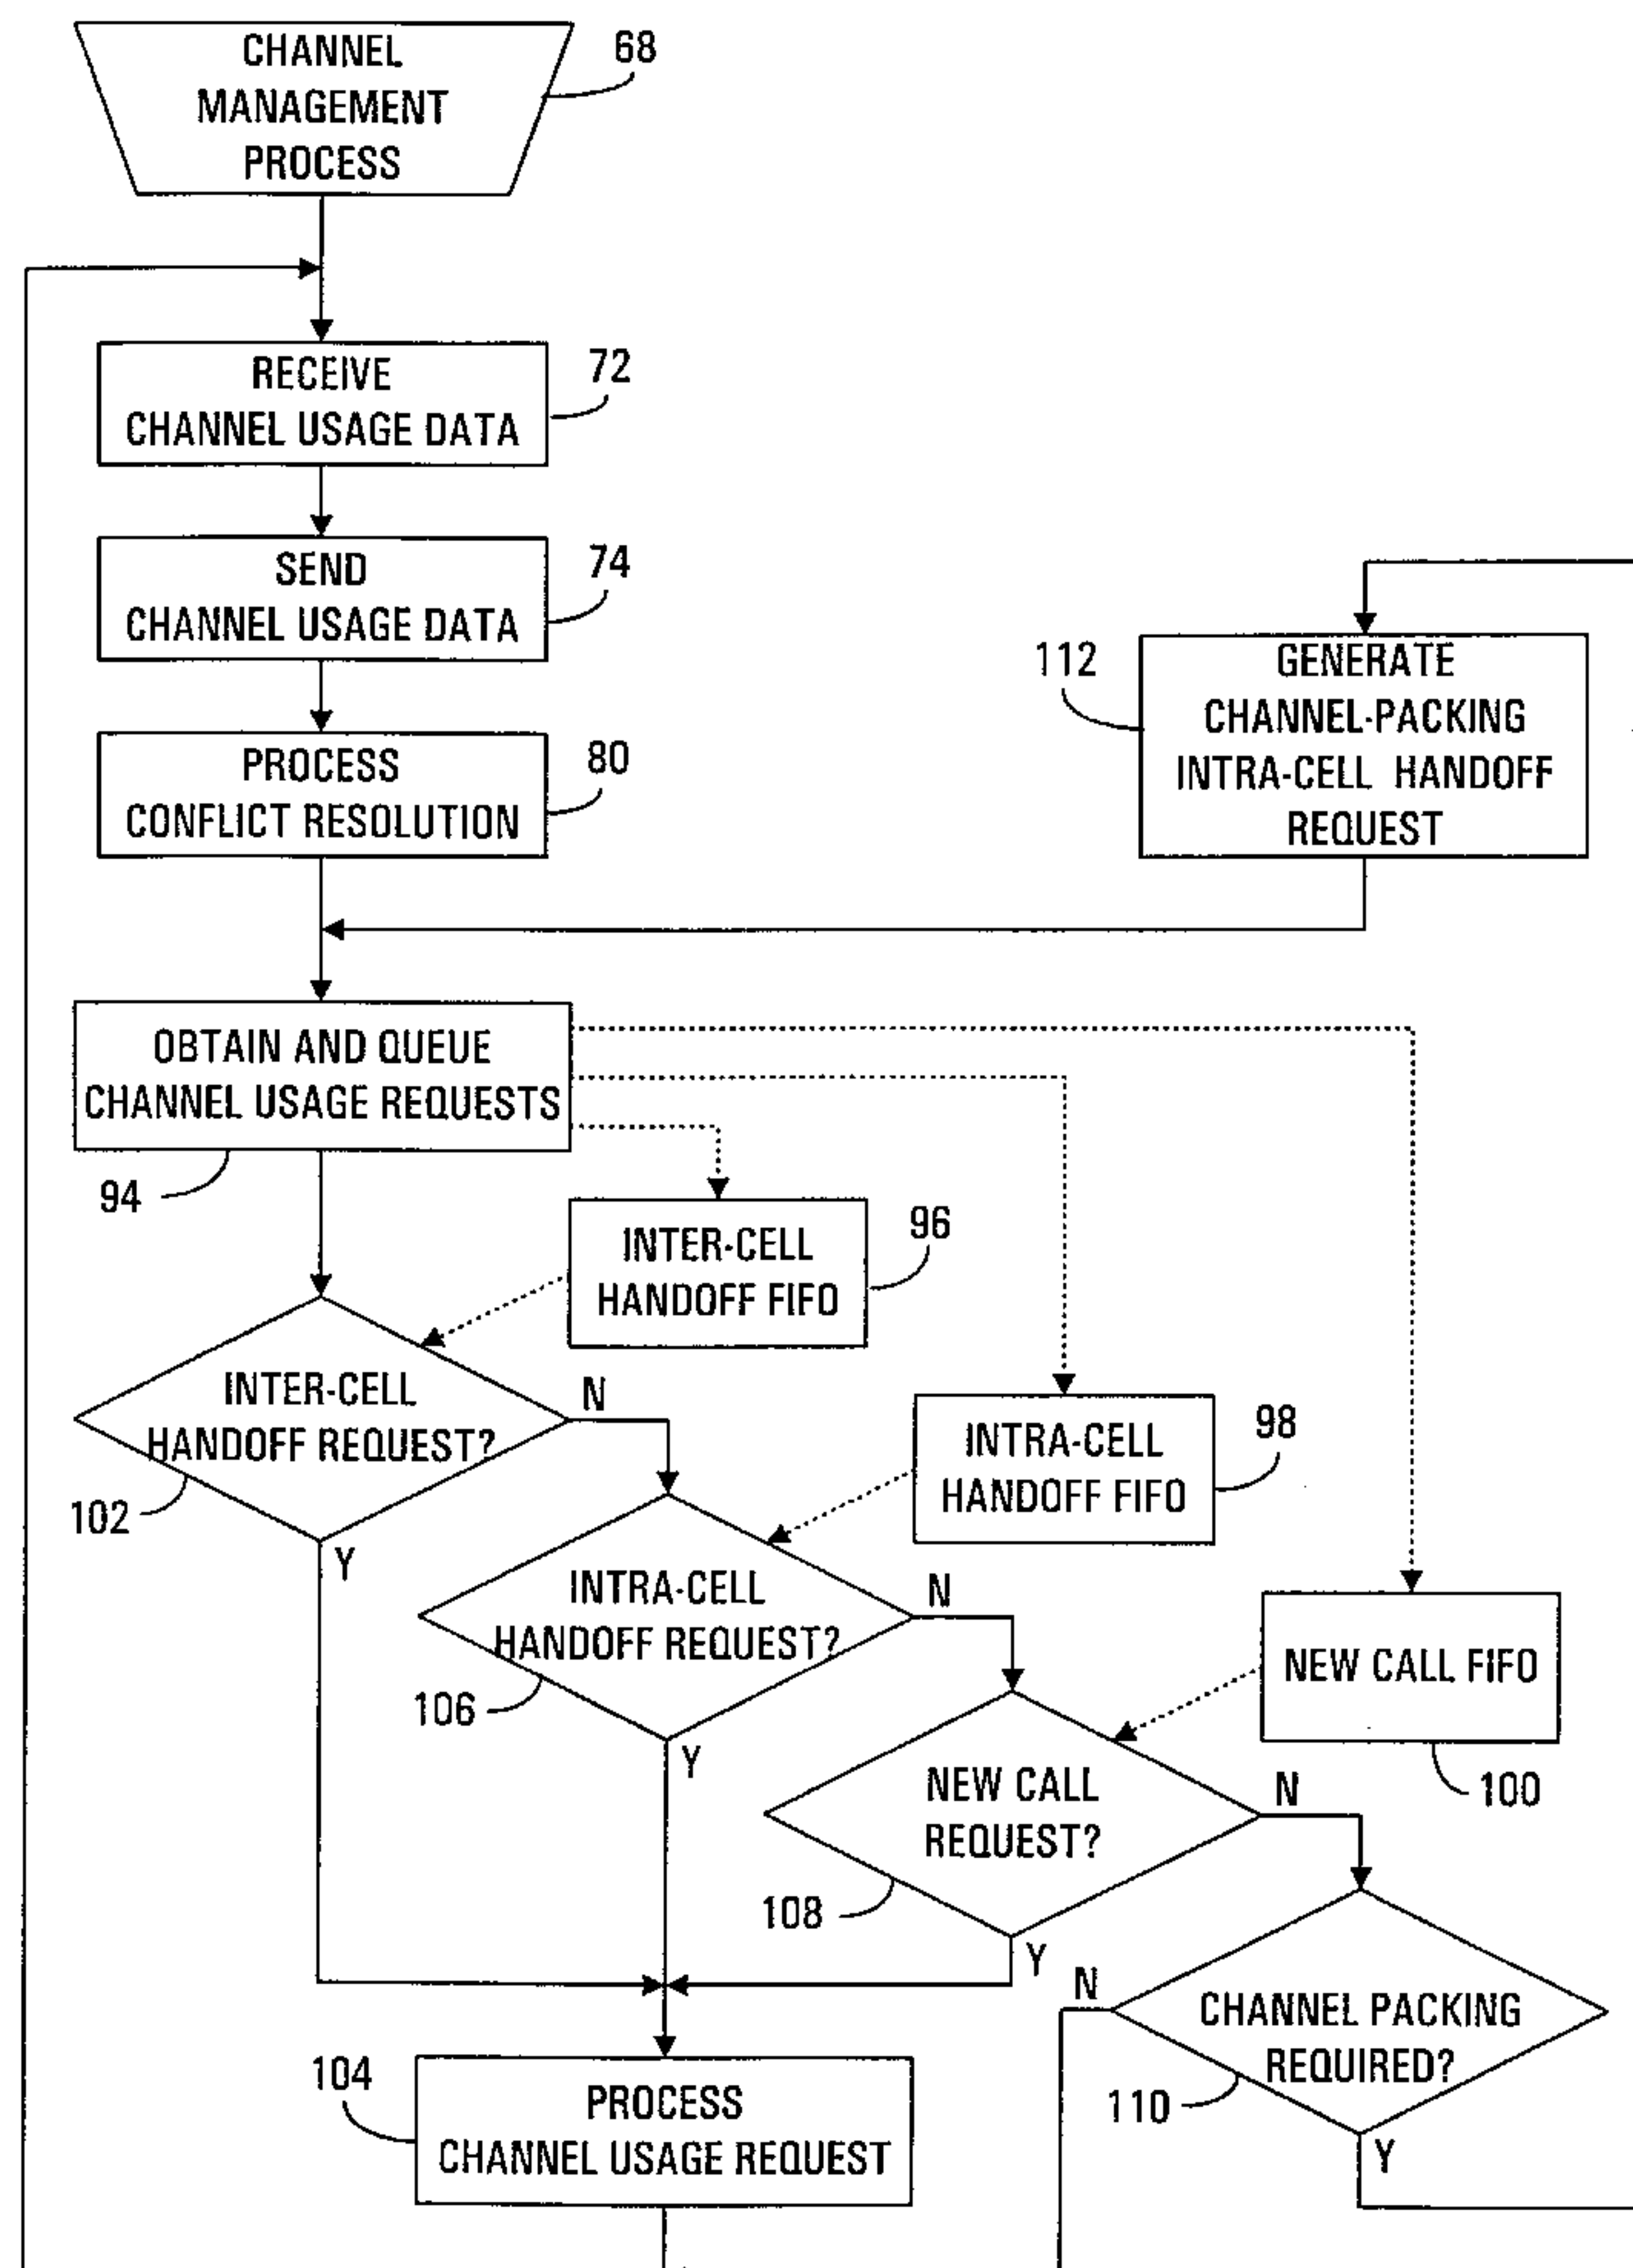 CHANNEL
MANAGEMENT
PROCESS
68
RECEIVE
CHANNEL USAGE DATA
72
SEND
CHANNEL USAGE DATA
74
PROCESS
CONFLICT RESOLUTION
80
112
GENERATE
CHANNEL-PACKING
INTRA-CELL HANDOFF
REQUEST
OBTAIN AND QUEUE
CHANNEL USAGE REQUESTS
94
INTER-CELL
HANDOFF FIFO
96
INTER-CELL
HANDOFF REQUEST?
N
102
Y
INTRA-CELL
HANDOFF FIFO
98
INTRA-CELL
HANDOFF REQUEST?
N
106
Y
NEW CALL FIFO
100
NEW CALL
REQUEST?
N
108
Y
N
CHANNEL PACKING
REQUIRED?
110
Y
104
PROCESS
CHANNEL USAGE REQUEST